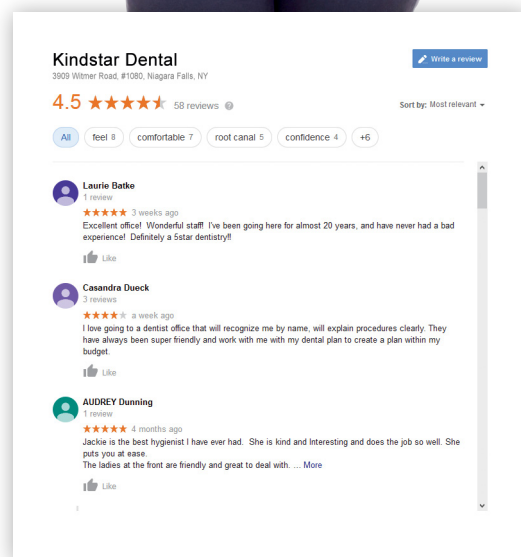 Kindstar Dental
Write a review
3909 Witmer Road, #1080, Niagara Falls, NY
4.5 58 reviews
Sort by: Most relevant
All feel 8 comfortable 7 root canal 5 confidence 4 +6
Laurie Batke
1 review
3 weeks ago
Excellent office! Wonderful staff! I've been going here for almost 20 years, and have never had a bad
experience! Definitely a 5star dentistry!!
Like
Casandra Dueck
3 reviews
a week ago
I love going to a dentist office that will recognize me by name, will explain procedures clearly. They
have always been super friendly and work with me with my dental plan to create a plan within my
budget.
Like
AUDREY Dunning
1 review
4 months ago
Jackie is the best hygienist I have ever had. She is kind and Interesting and does the job so well. She
puts you at ease.
The ladies at the front are friendly and great to deal with. ... More
Like